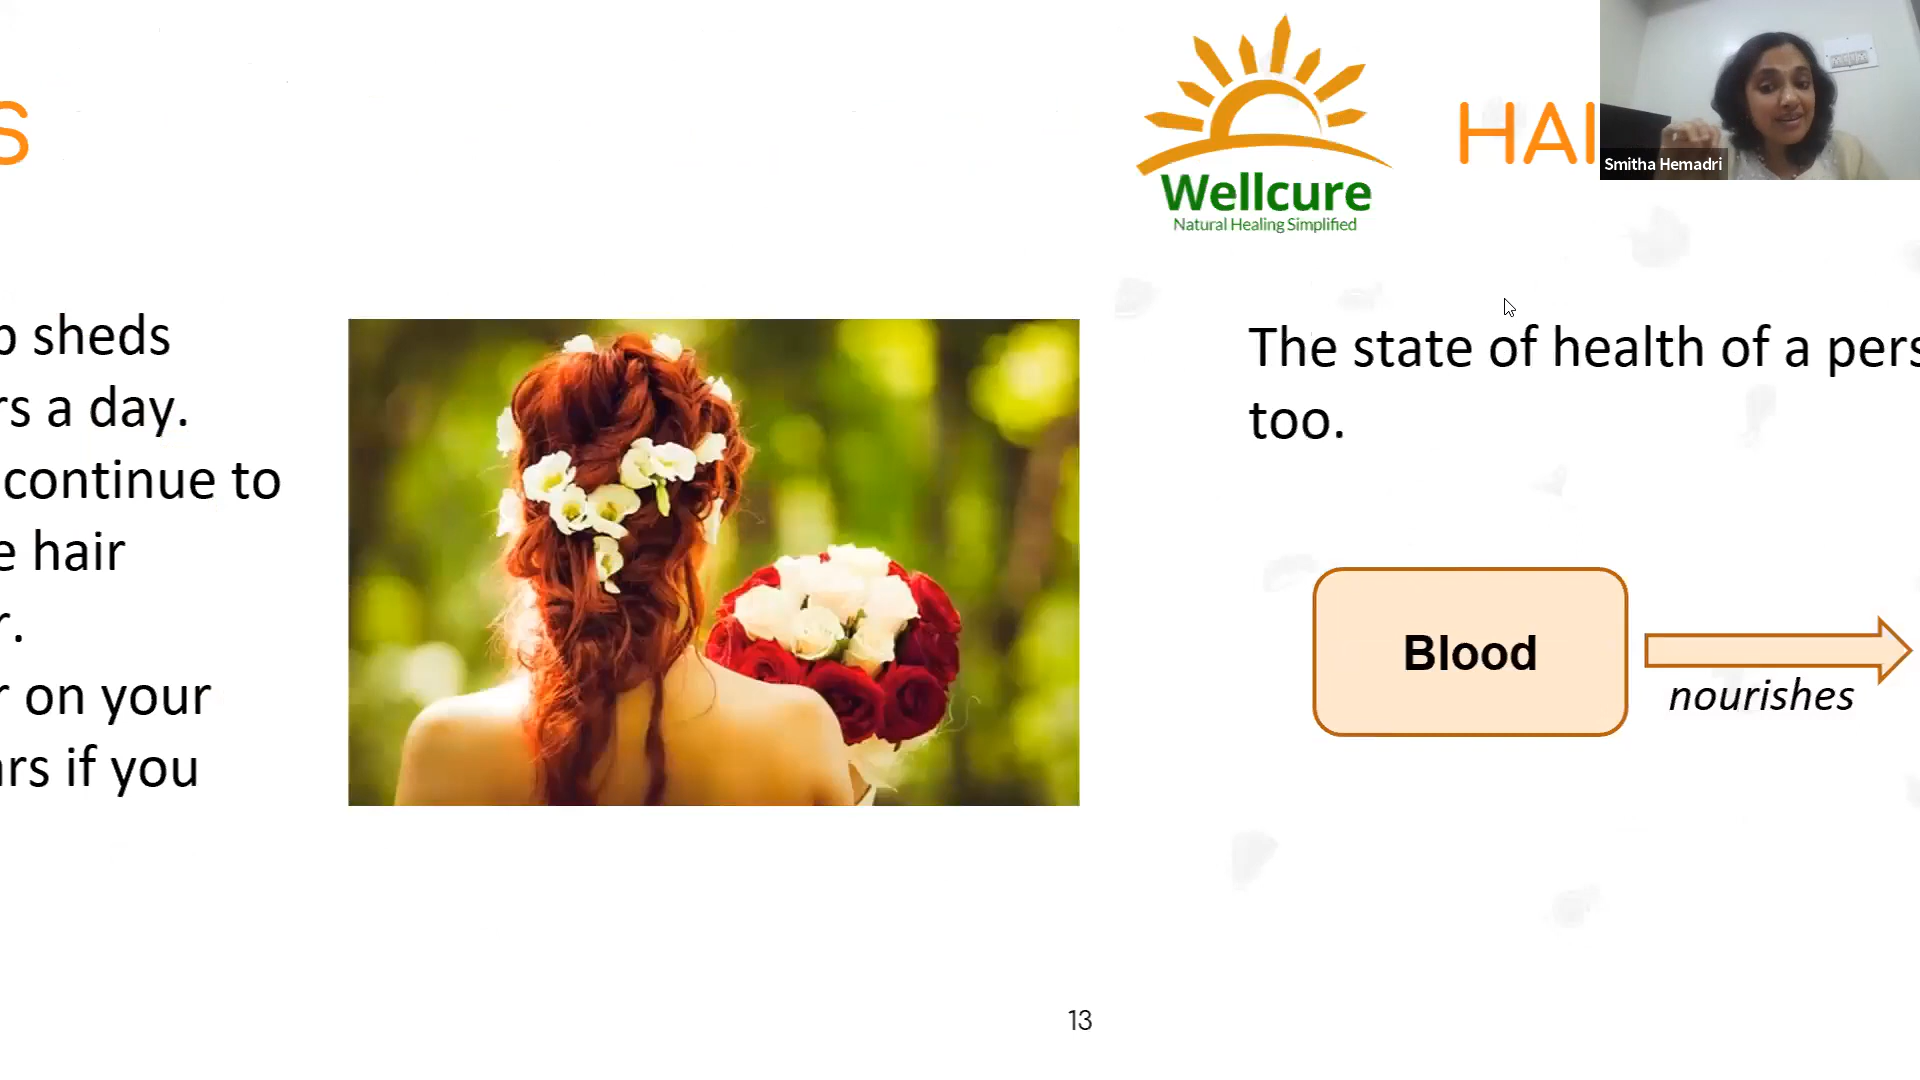 S
sheds
rs a day.
continue to
e hair
r.
r on your
rs if you
13
Wellcure
Natural Healing Simplified
HAI
Smitha Hemadri
The state of health of a pers
too.
Blood
nourishes